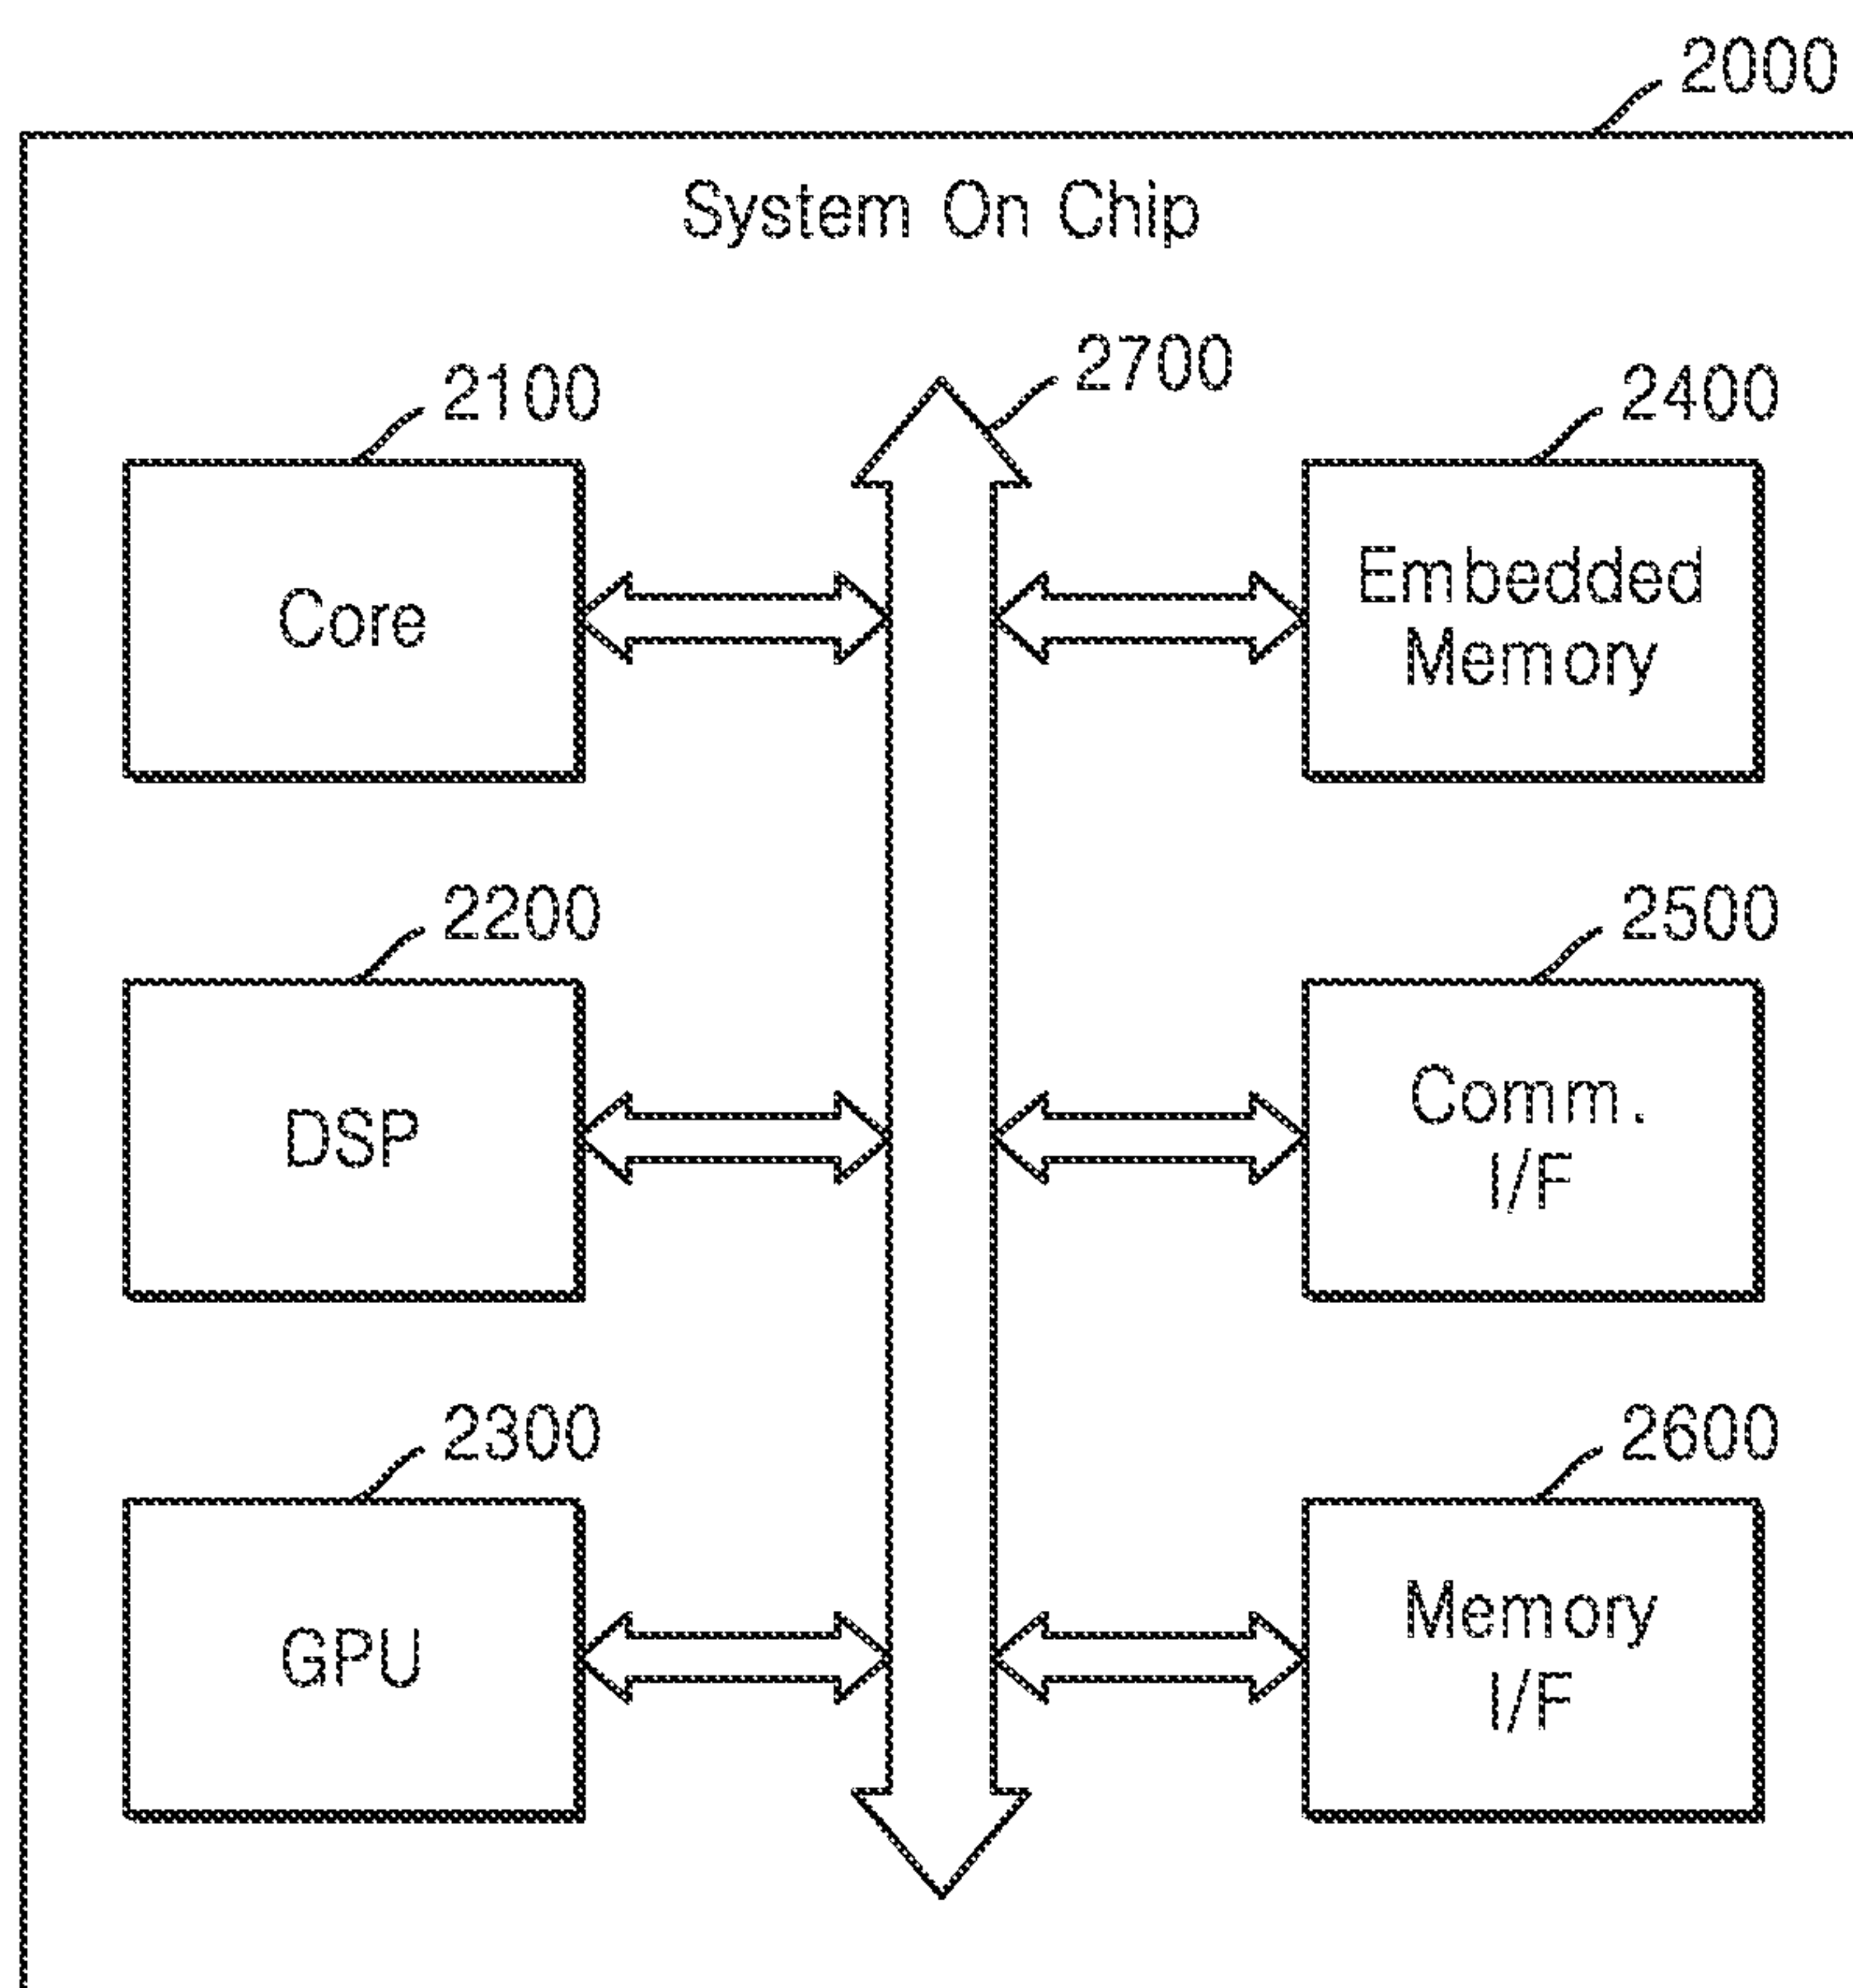 2000
System On Chip
2700
2100
2400
Core
Embedded
Memory
2200
2500
DSP
Comm.
I/F
2300
2600
GPU
Memory
I/F